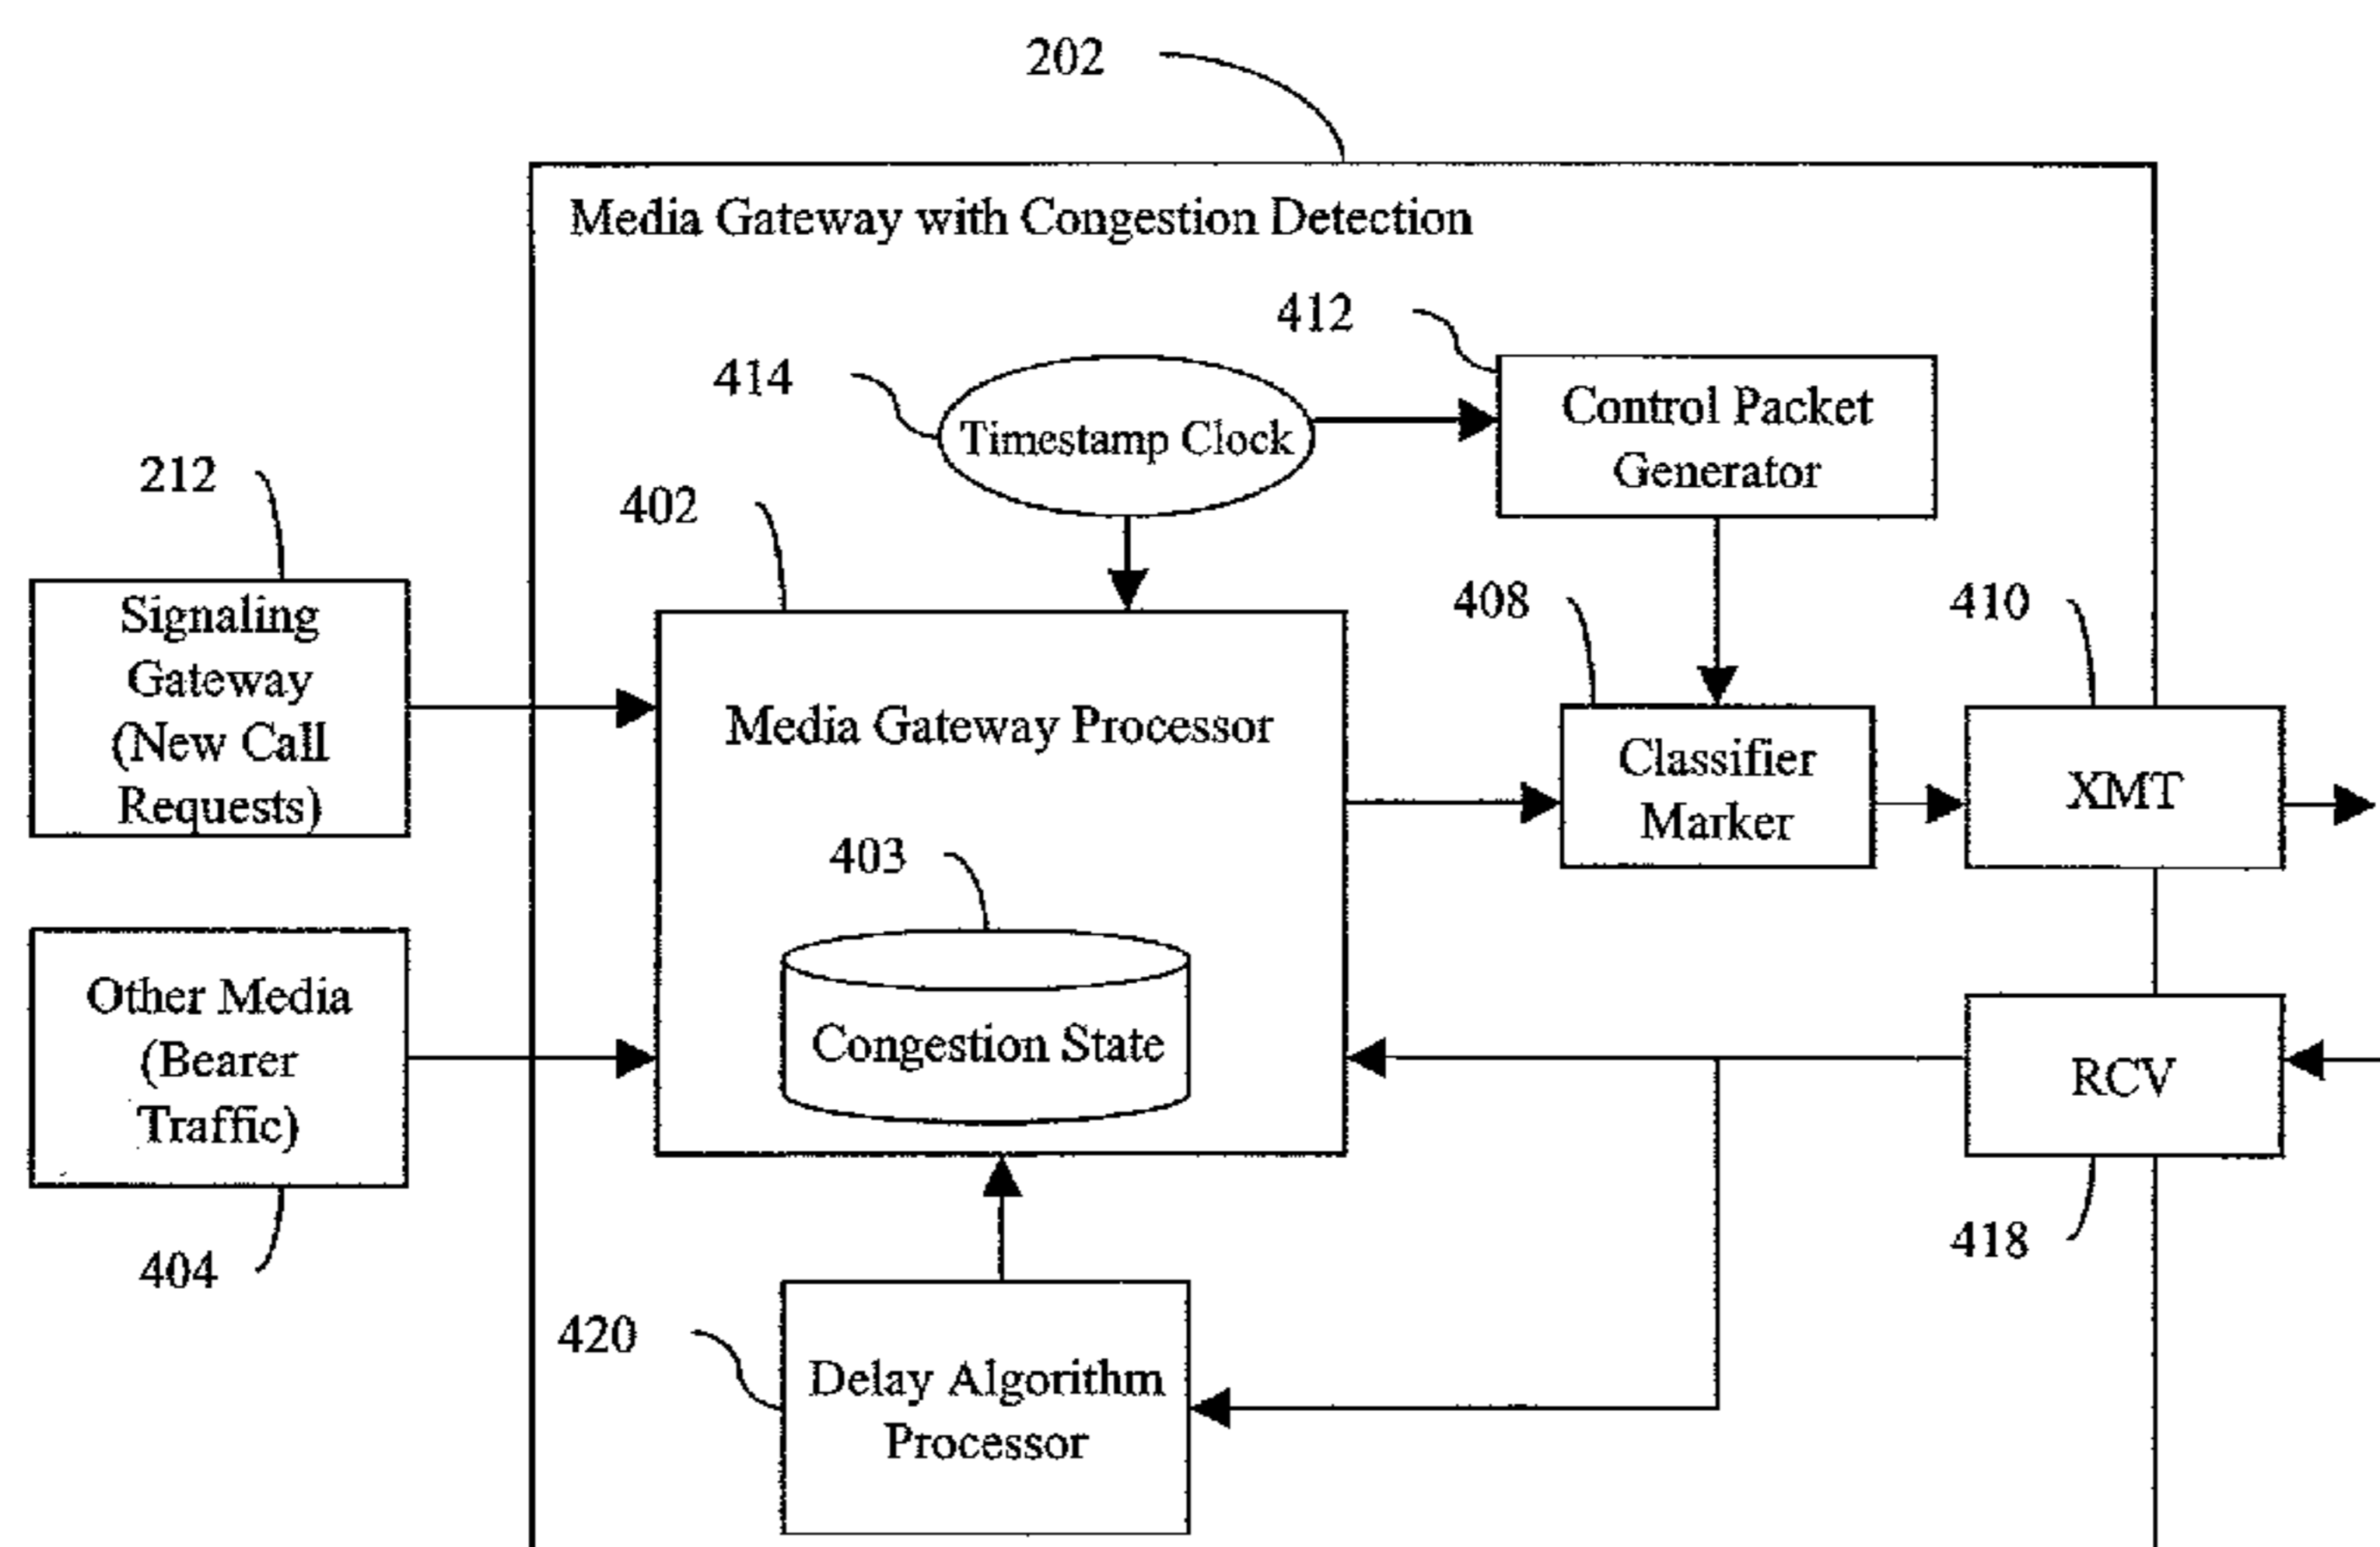 202
Media Gateway with Congestion Detection
412
414
Timestamp Clock
Control Packet
Generator
212
402
Signaling
Gateway
(New Call
Requests)
Media Gateway Processor
408
410
Classifier
Marker
XMT
403
Congestion State
Other Media
(Bearer
Traffic)
404
RCV
418
420
Delay Algorithm
Processor